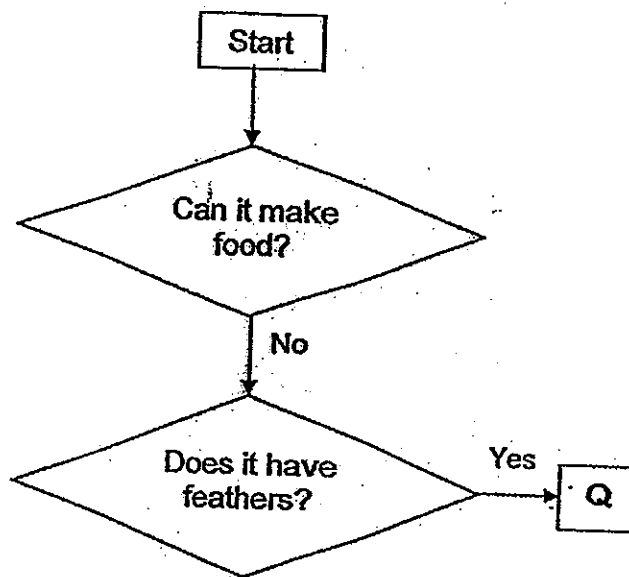 Start
Can it make
food?
No
Does it have
feathers?
Yes
Q